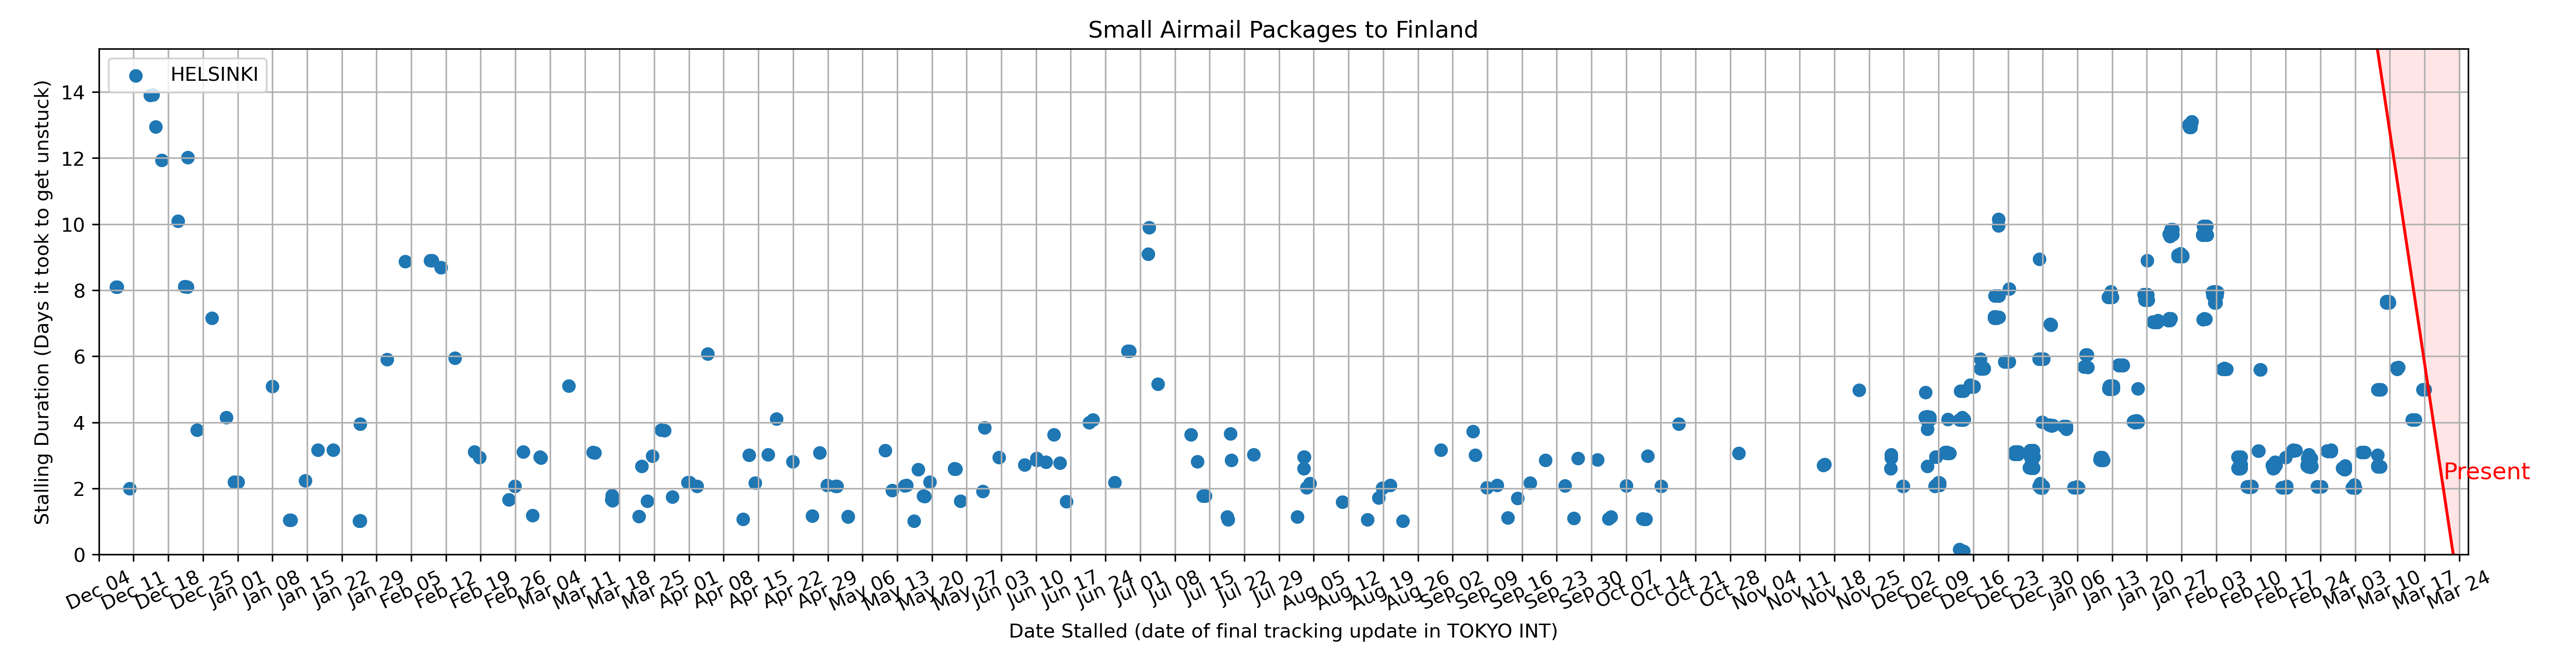 Small Airmail Packages to Finland
HELSINKI
Stalling Duration (Days it took to get unstuck)
14
12
10
8
6
4
2
0
Present
Dec 04
Dec 11
Dec 18
Dec 25
Jan 01
Jan 08
Jan 15
Jan 22
Jan 29
Feb 05
Feb 12
Feb 19
Feb 26
Mar 04
Mar 11
Mar 18
Mar 25
Apr 01
Apr 08
Apr 15
Apr 22
Apr 29
May 06
May 13
May 20
May 27
Jun 03
Jun 10
Jun 17
Jun 24
Jul 01
Jul 08
Jul 15
Jul 22
Jul 29
Aug 05
Aug 12
Aug 19
Aug 26
Sep 02
Sep 09
Sep 16
Sep 23
Sep 30
Oct 07
Oct 14
Oct 21
Oct 28
Nov 04
Nov 11
Nov 18
Nov 25
Dec 02
Dec 09
Dec 16
Dec 23
Dec 30
Jan 06
Jan 13
Jan 20
Jan 27
Feb 03
Feb 10
Feb 17
Feb 24
Mar 03
Mar 10
Mar 17
Mar 24
Date Stalled (date of final tracking update in TOKYO INT)